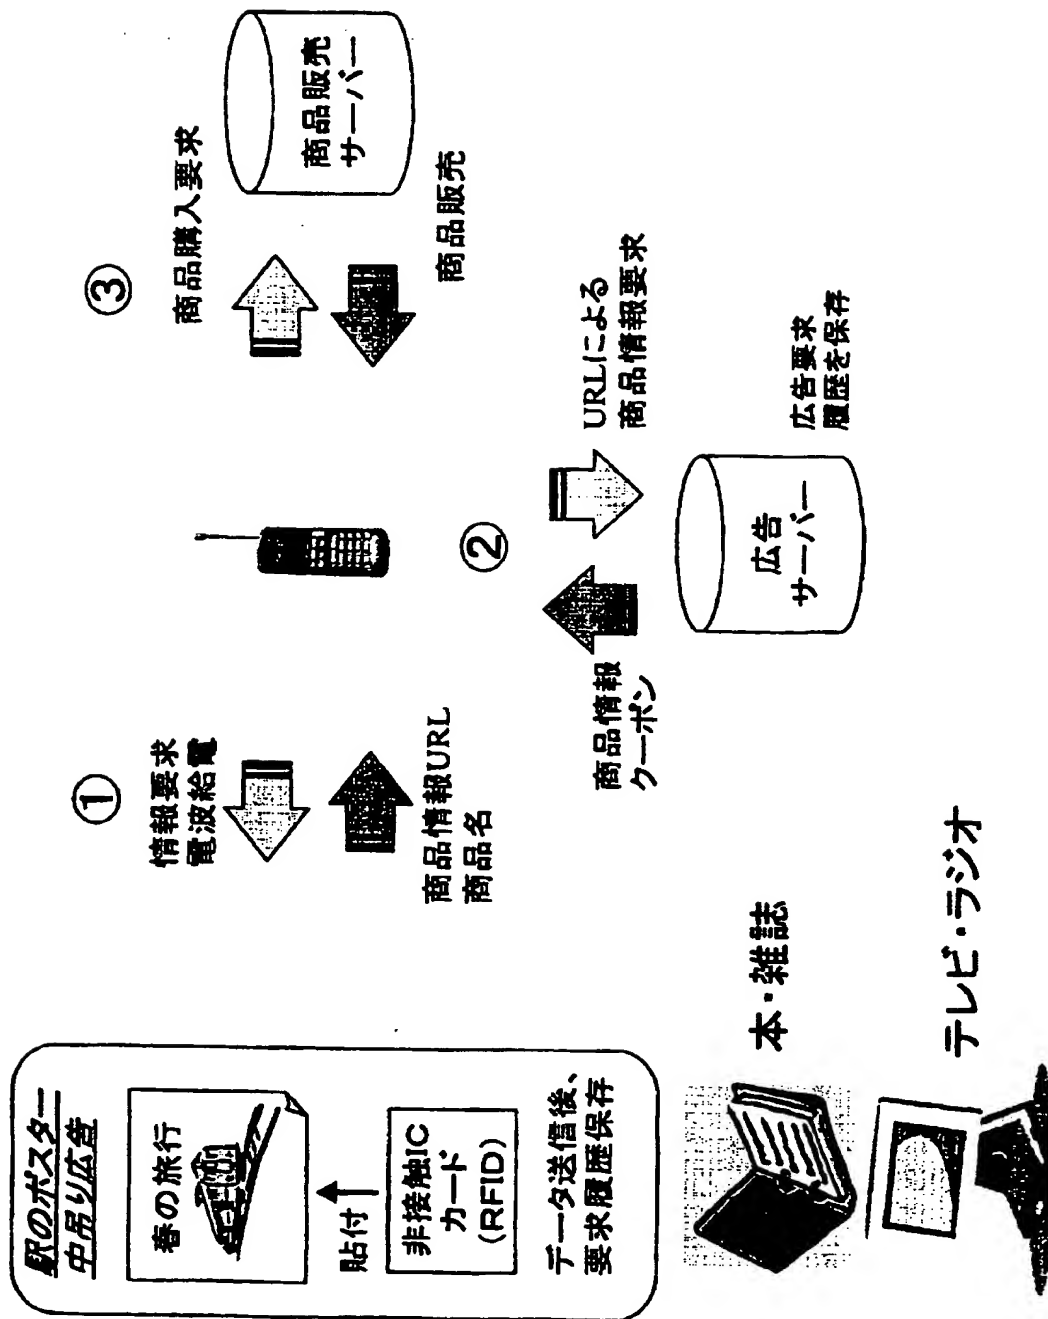 駅のポスター
中吊り広告
春の旅行
貼付
非接触IC
カード
(RFID)
データ送信後、
要求履歴保存
本・雑誌
テレビ・ラジオ
①
情報要求
電波給電
商品情報URL
商品名
②
商品情報
クーポン
URLによる
商品情報要求
広告
サーバー
広告要求
履歴を保存
③
商品購入要求
商品販売
商品販売
サーバー